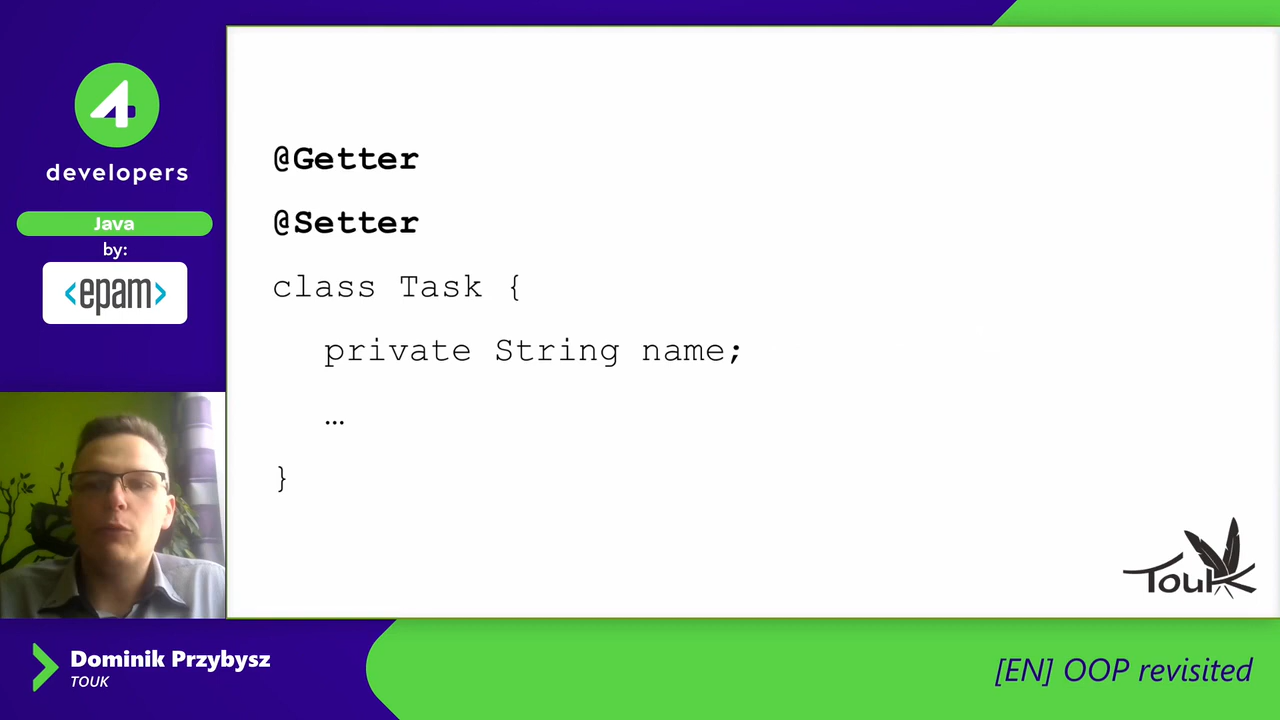 4
developers
Java
by:
<epam>
@Getter
@Setter
class Task {
private String name;
…
}
Touk
Dominik Przybysz
TOUK
[EN] OOP revisited